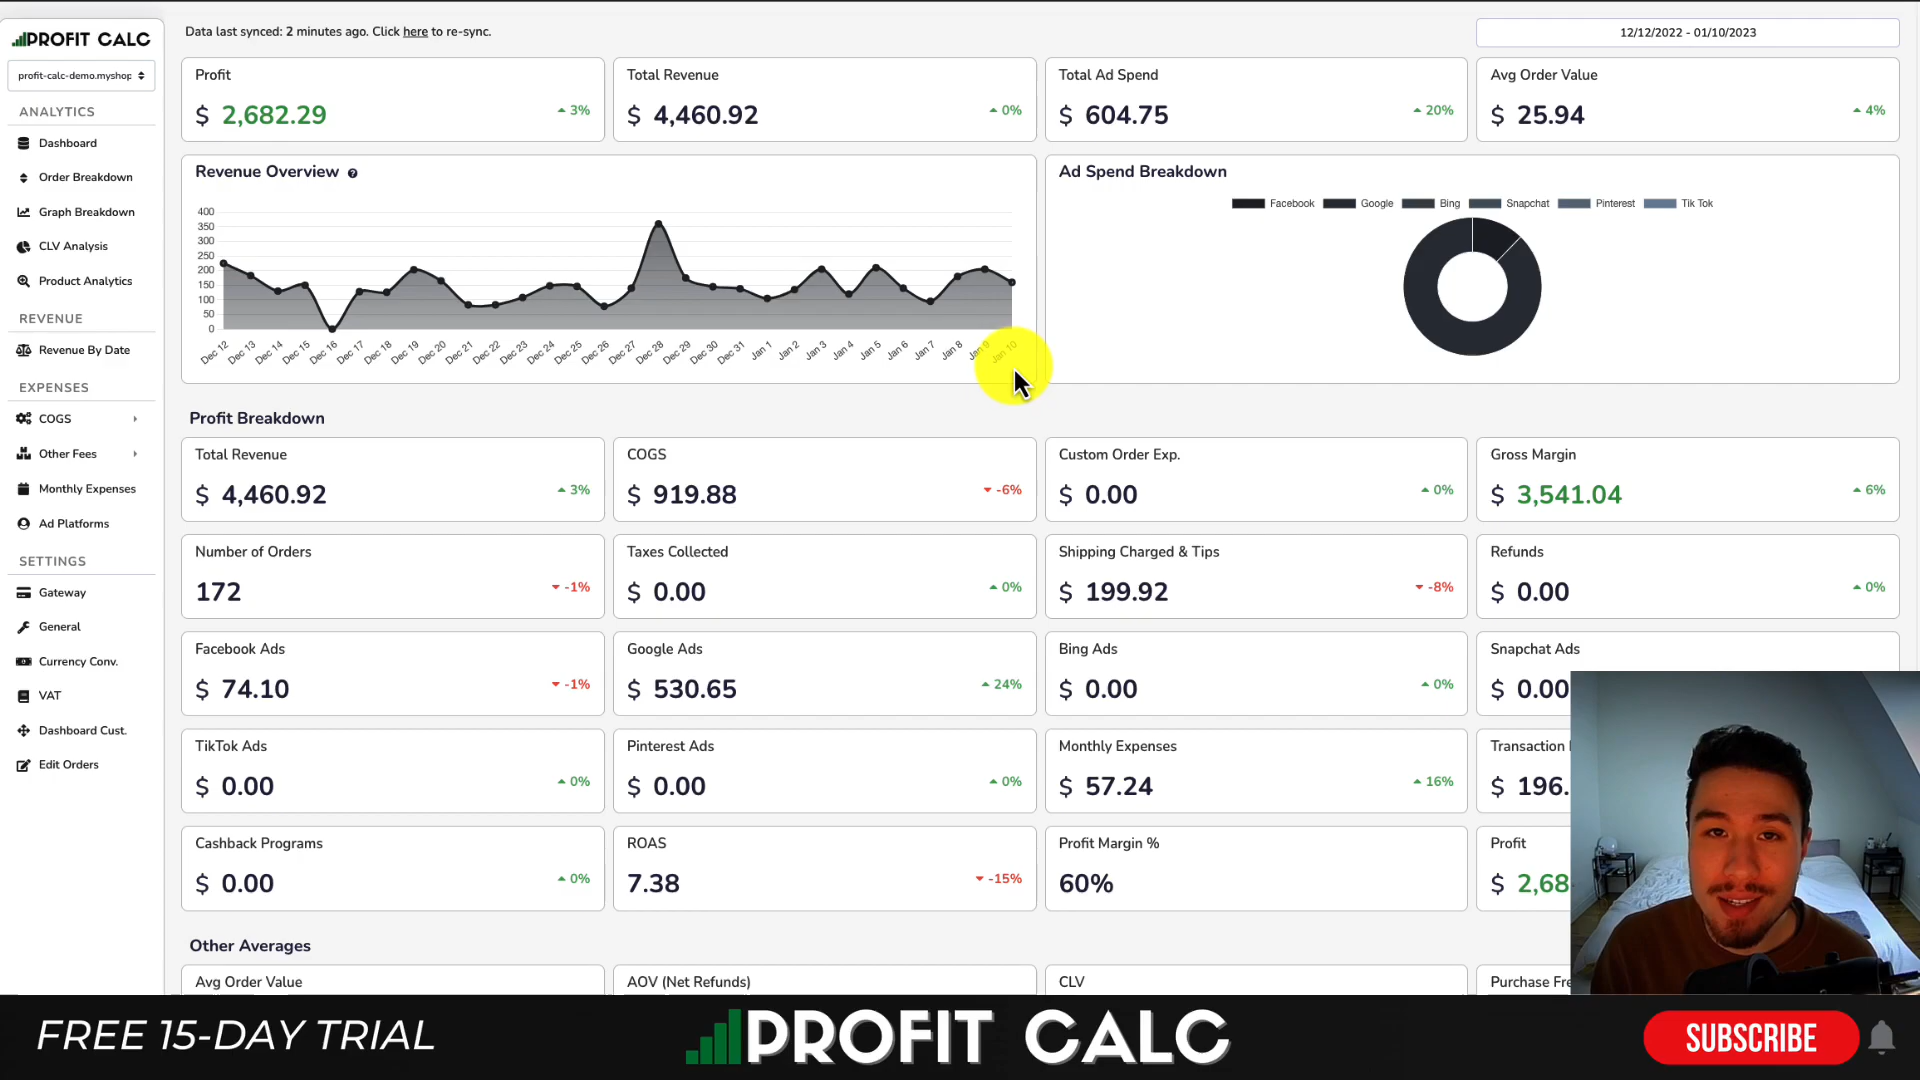 PROFIT CALC
profit-calc-demo.myshop
ANALYTICS
Dashboard
Order Breakdown
Graph Breakdown
CLV Analysis
Product Analytics
REVENUE
Revenue By Date
EXPENSES
COGS
Other Fees
Monthly Expenses
Ad Platforms
SETTINGS
Gateway
General
Currency Conv.
VAT
Dashboard Cust.
Edit Orders
Data last synced: 2 minutes ago. Click here to re-sync.
12/12/2022 - 01/10/2023
Profit
$ 2,682.29 3%
Total Revenue
$ 4,460.92 0%
Total Ad Spend
$ 604.75 20%
Avg Order Value
$ 25.94 4%
Revenue Overview ?
400
350
300
250
200
150
100
50
0
Dec 12 Dec 13 Dec 14 Dec 15 Dec 16 Dec 17 Dec 18 Dec 19 Dec 20 Dec 21 Dec 22 Dec 23 Dec 24 Dec 25 Dec 26 Dec 27 Dec 28 Dec 29 Dec 30 Dec 31 Jan 1 Jan 2 Jan 3 Jan 4 Jan 5 Jan 6 Jan 7 Jan 8 Jan 9 Jan 10
Ad Spend Breakdown
Facebook Google Bing Snapchat Pinterest Tik Tok
Profit Breakdown
Total Revenue
$ 4,460.92 3%
COGS
$ 919.88 -6%
Custom Order Exp.
$ 0.00 0%
Gross Margin
$ 3,541.04 6%
Number of Orders
172 -1%
Taxes Collected
$ 0.00 0%
Shipping Charged & Tips
$ 199.92 -8%
Refunds
$ 0.00 0%
Facebook Ads
$ 74.10 -1%
Google Ads
$ 530.65 24%
Bing Ads
$ 0.00 0%
Snapchat Ads
$ 0.00
TikTok Ads
$ 0.00 0%
Pinterest Ads
$ 0.00 0%
Monthly Expenses
$ 57.24 16%
Transaction
$ 196.
Cashback Programs
$ 0.00 0%
ROAS
7.38 -15%
Profit Margin %
60%
Profit
$ 2,68
Other Averages
Avg Order Value
AOV (Net Refunds)
CLV
Purchase Fre
FREE 15-DAY TRIAL
PROFIT CALC
SUBSCRIBE